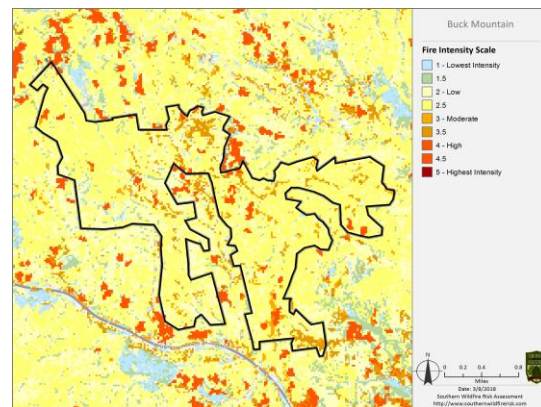 Buck Mountain
Fire Intensity Scale
1 - Lowest Intensity
1.5
2 - Low
2.5
3 - Moderate
3.5
4 - High
4.5
5 - Highest Intensity
N
0 0.2 0.4 0.8
Miles
Date: 3/8/2018
Southern Wildfire Risk Assessment
http://www.southernwildfirerisk.com